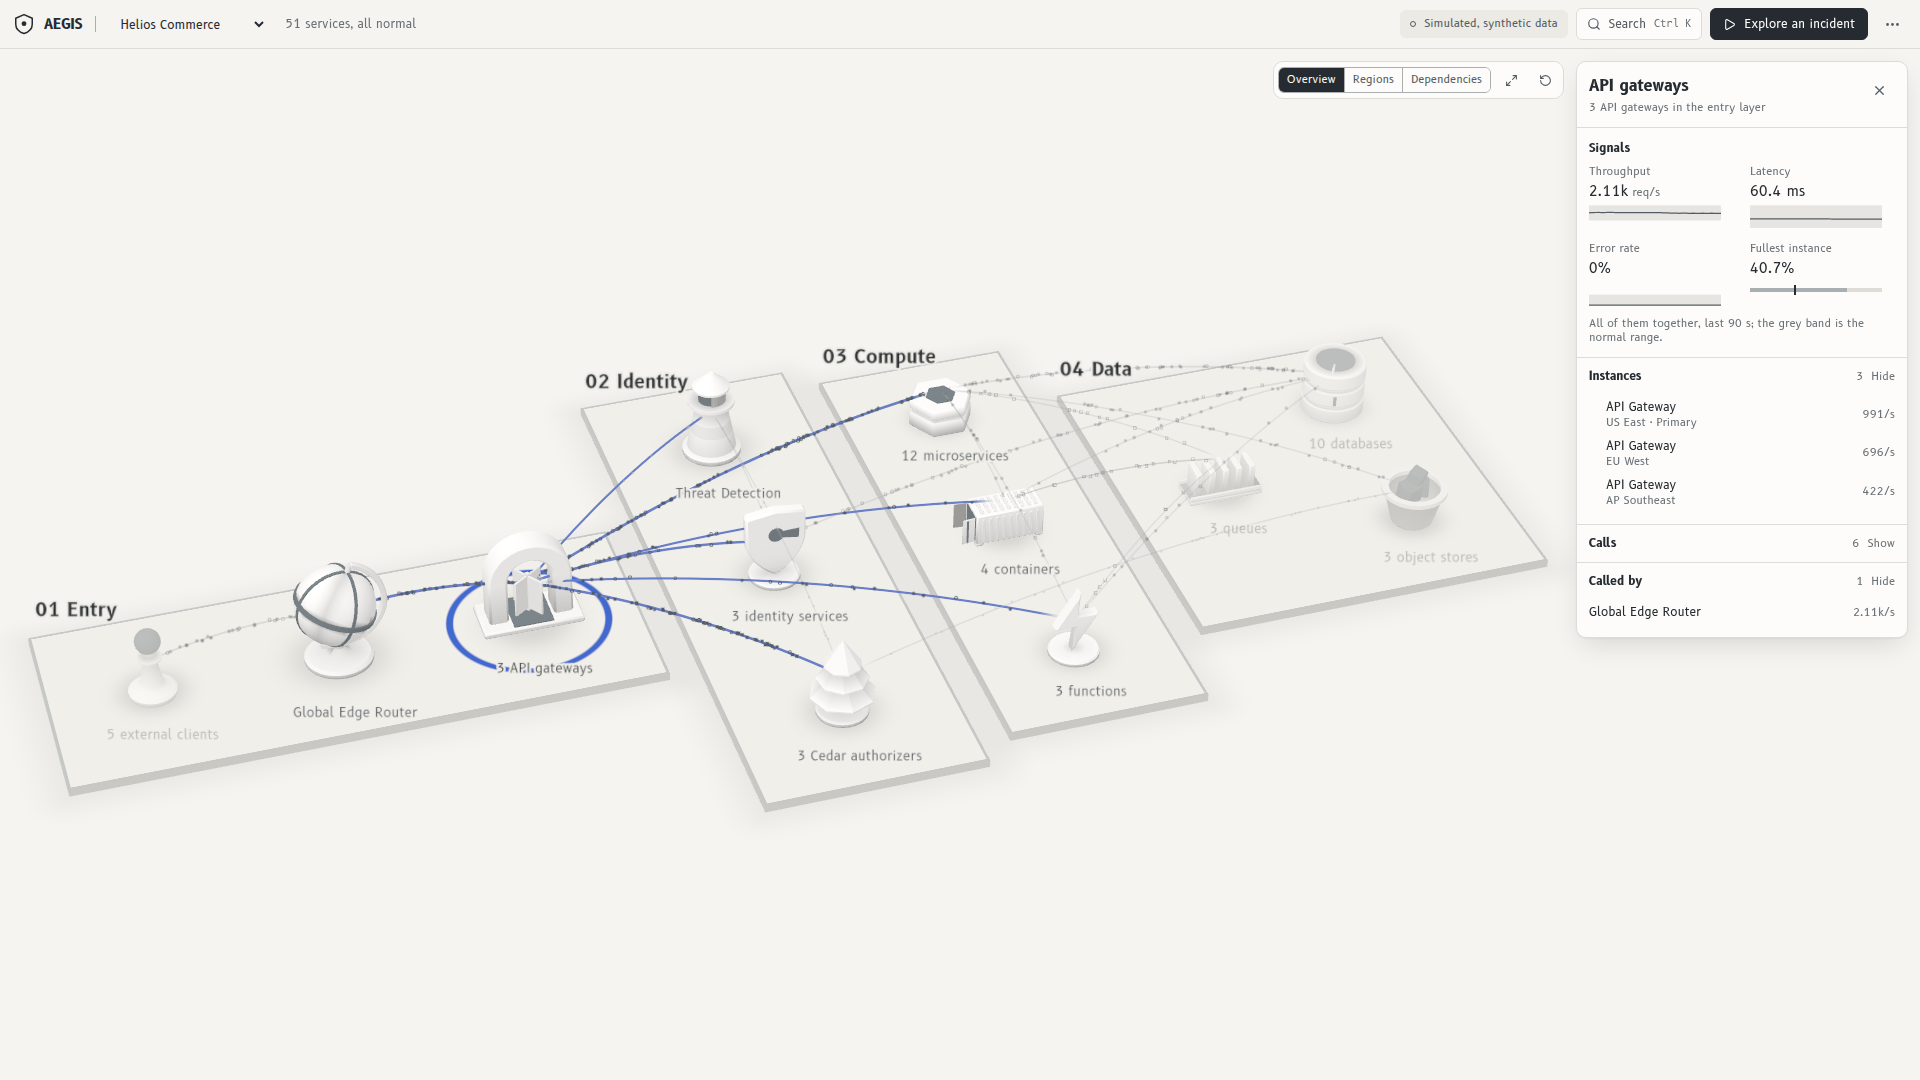 AEGIS
Helios Commerce
51 services, all normal
Simulated, synthetic data
Search Ctrl K
Explore an incident
Overview
Regions
Dependencies
API gateways
3 API gateways in the entry layer
Signals
Throughput
2.11k req/s
Latency
60.4 ms
Error rate
0%
Fullest instance
40.7%
All of them together, last 90 s; the grey band is the
normal range.
Instances
3 Hide
API Gateway
US East · Primary
991/s
API Gateway
EU West
696/s
API Gateway
AP Southeast
422/s
Calls
6 Show
Called by
1 Hide
Global Edge Router
2.11k/s
01 Entry
5 external clients
Global Edge Router
3 API gateways
02 Identity
Threat Detection
3 identity services
3 Cedar authorizers
03 Compute
12 microservices
4 containers
3 functions
04 Data
10 databases
3 queues
3 object stores